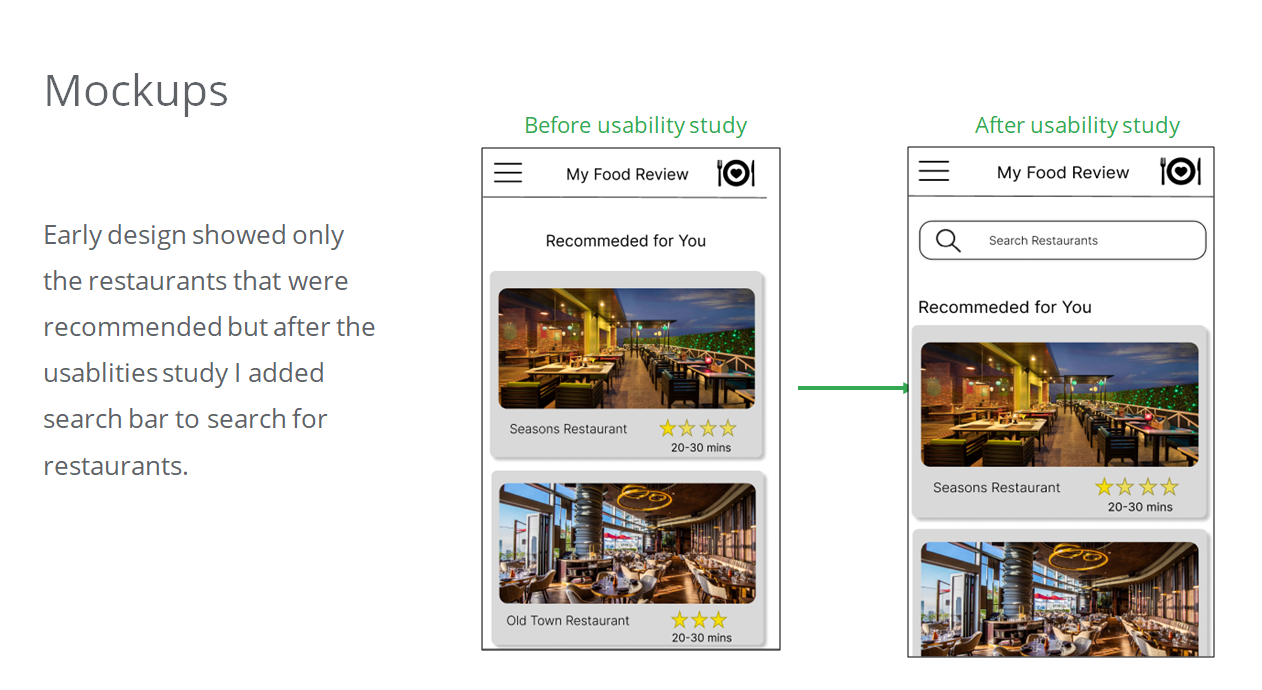 Mockups
Early design showed only
the restaurants that were
recommended but after the
usablities study I added
search bar to search for
restaurants.
Before usability study
My Food Review
Recommeded for You
Seasons Restaurant
20-30 mins
Old Town Restaurant
20-30 mins
After usability study
My Food Review
Search Restaurants
Recommeded for You
Seasons Restaurant
20-30 mins